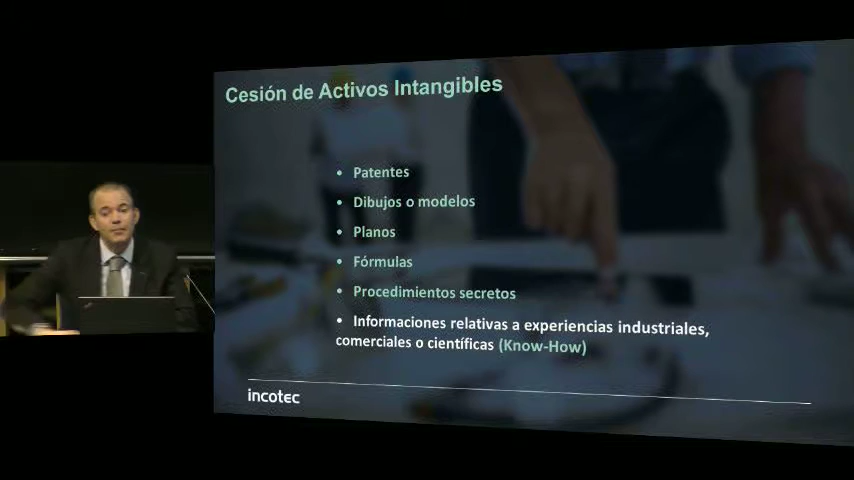 Cesión de Activos Intangibles
• Patentes
• Dibujos o modelos
• Planos
• Fórmulas
• Procedimientos secretos
• Informaciones relativas a experiencias industriales,
comerciales o científicas (Know-How)
incotec